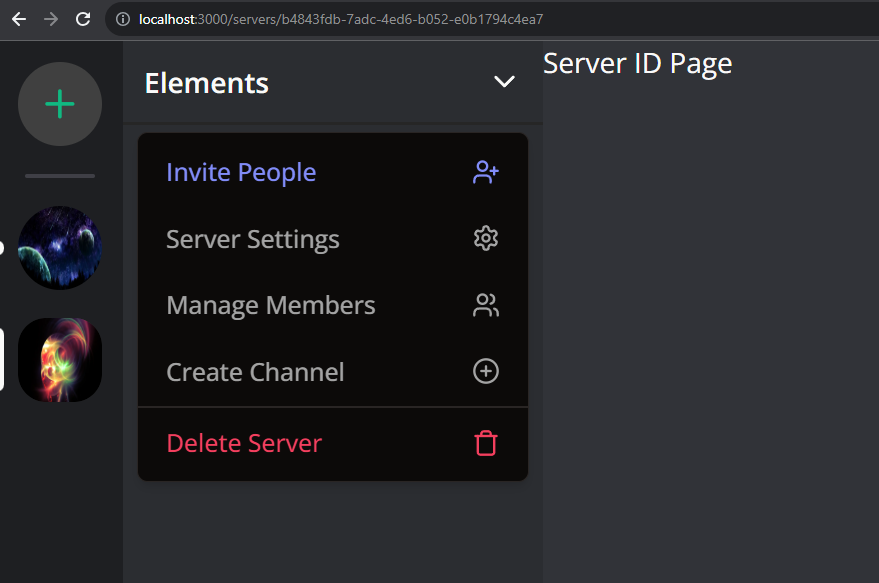 localhost:3000/servers/b4843fdb-7adc-4ed6-b052-e0b1794c4ea7
Elements
Server ID Page
Invite People
Server Settings
Manage Members
Create Channel
Delete Server